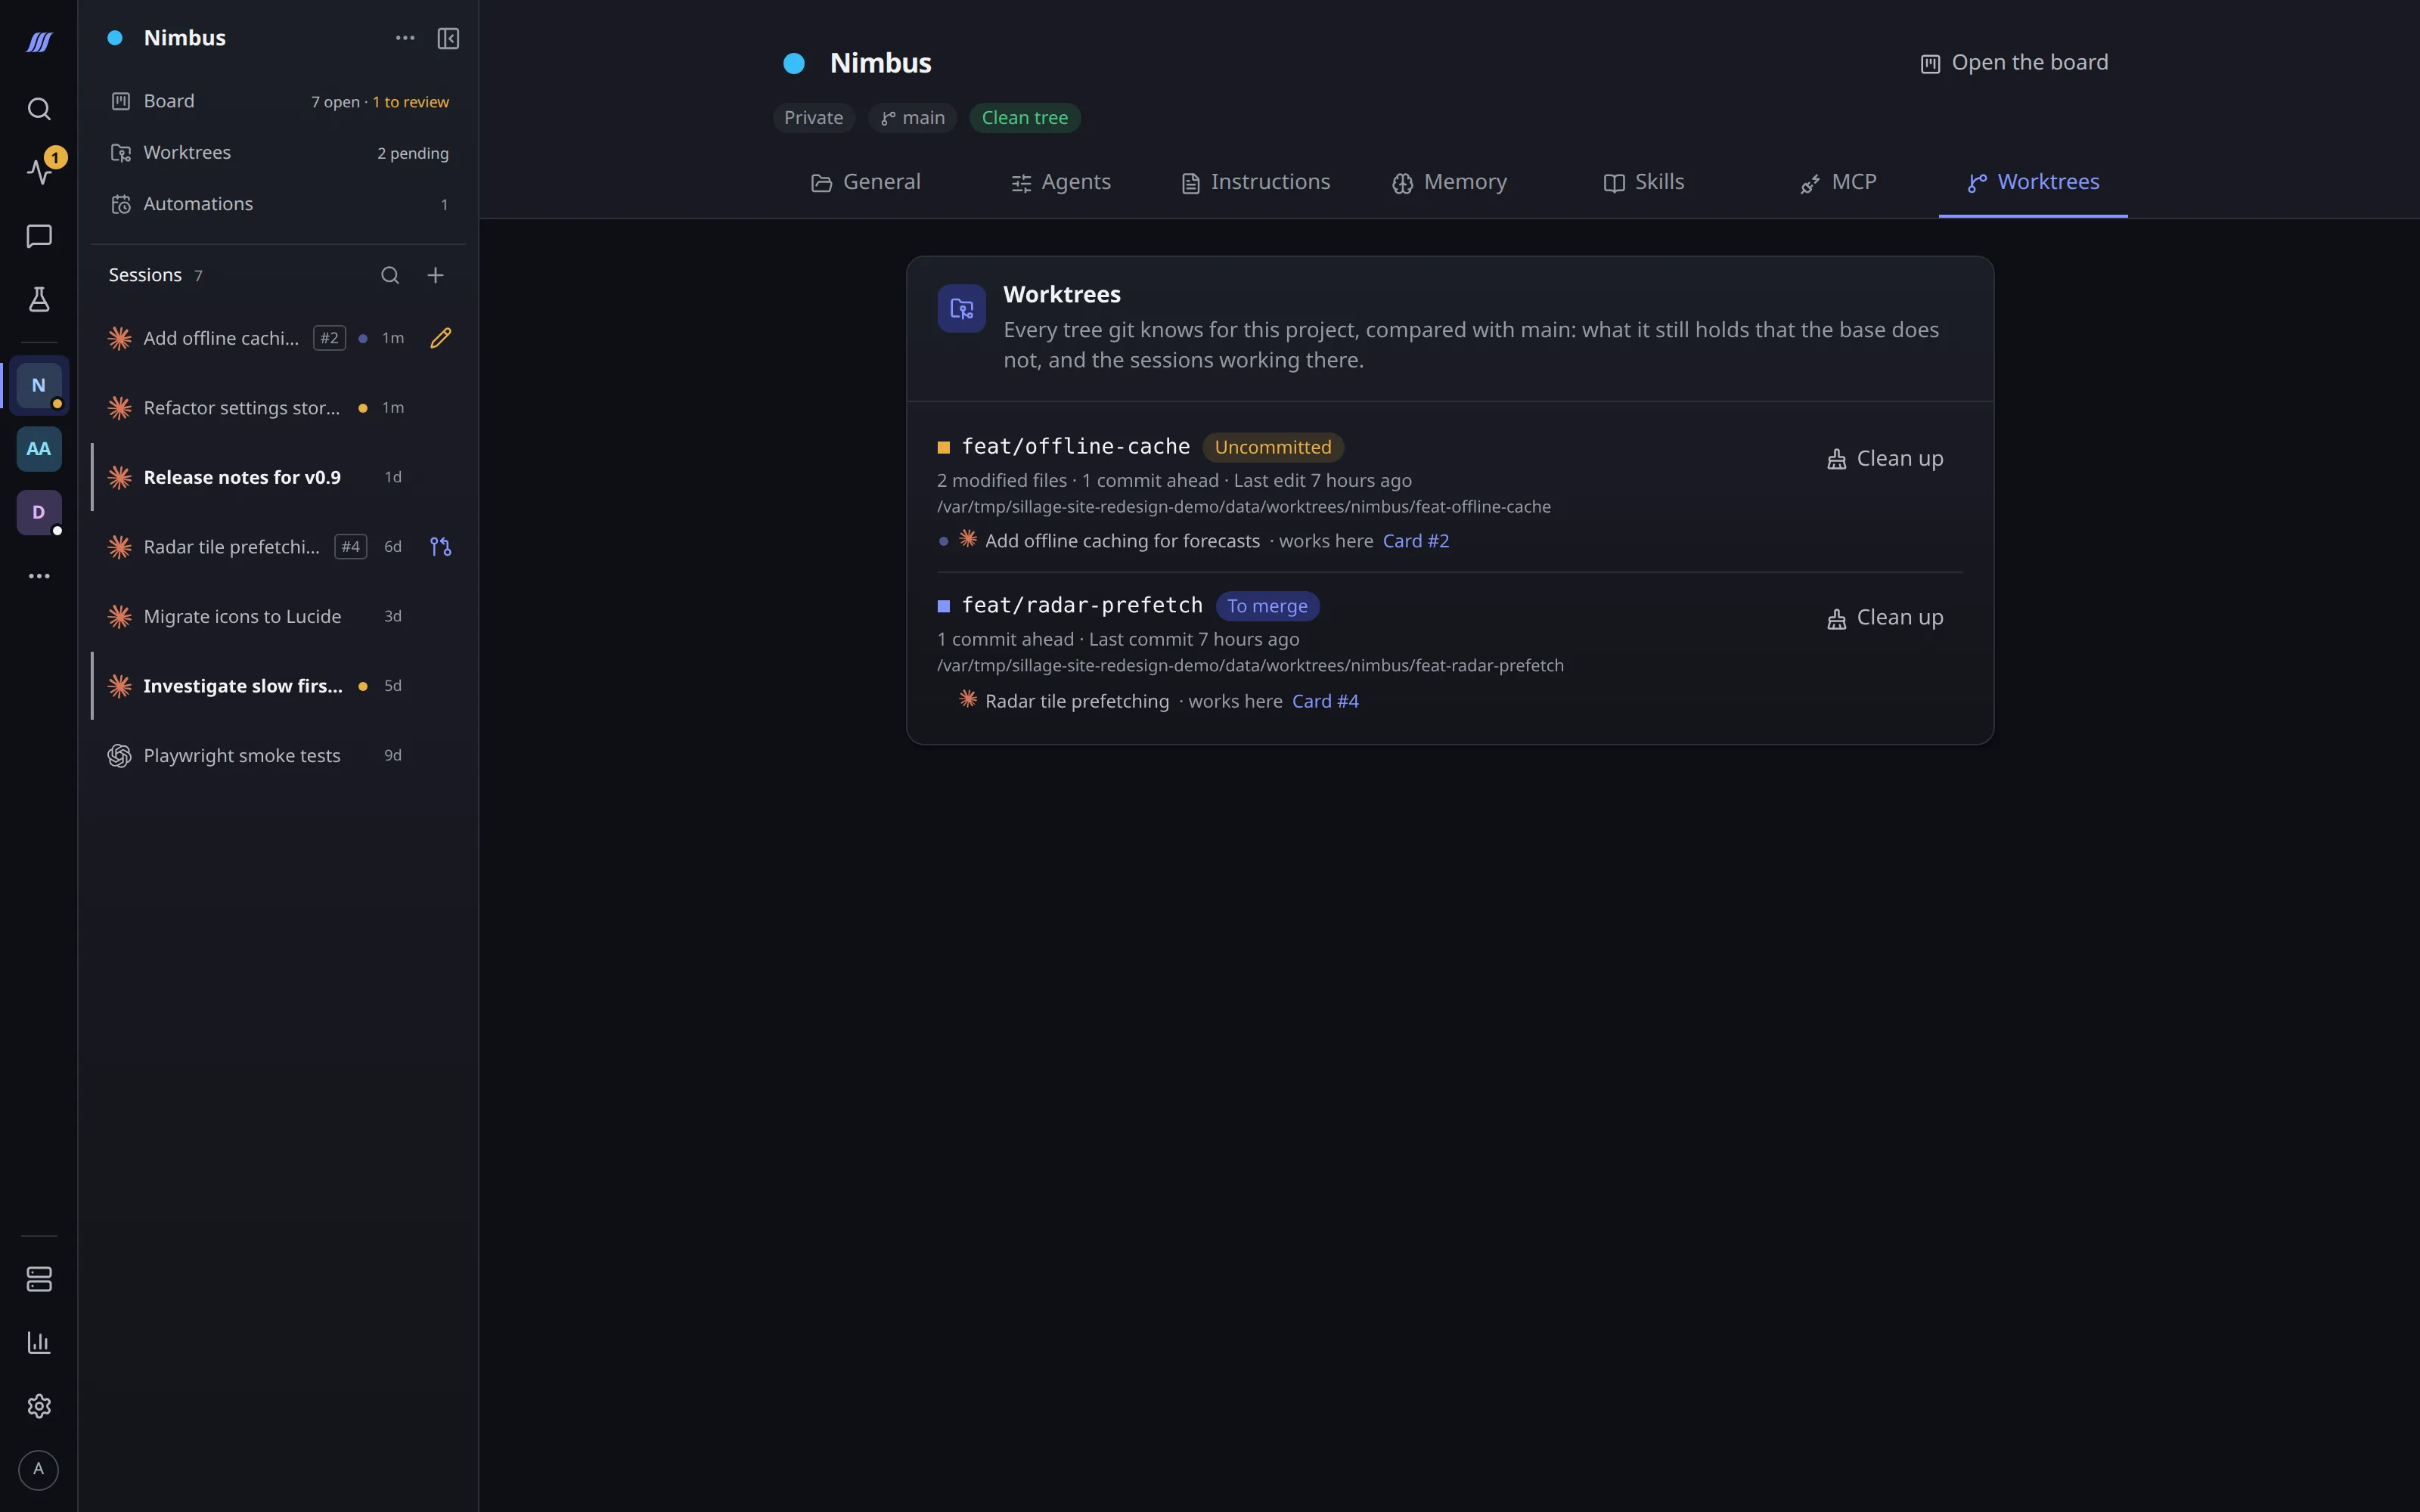 Nimbus
Board 7 open · 1 to review
Worktrees 2 pending
Automations 1
Sessions 7
Add offline cachi... #2 1m
Refactor settings stor... 1m
Release notes for v0.9 1d
Radar tile prefetchi... #4 6d
Migrate icons to Lucide 3d
Investigate slow firs... 5d
Playwright smoke tests 9d
1
N
AA
D
A
Nimbus
Open the board
Private main Clean tree
General Agents Instructions Memory Skills MCP Worktrees
Worktrees
Every tree git knows for this project, compared with main: what it still holds that the base does
not, and the sessions working there.
feat/offline-cache Uncommitted
Clean up
2 modified files · 1 commit ahead · Last edit 7 hours ago
/var/tmp/sillage-site-redesign-demo/data/worktrees/nimbus/feat-offline-cache
Add offline caching for forecasts · works here Card #2
feat/radar-prefetch To merge
Clean up
1 commit ahead · Last commit 7 hours ago
/var/tmp/sillage-site-redesign-demo/data/worktrees/nimbus/feat-radar-prefetch
Radar tile prefetching · works here Card #4